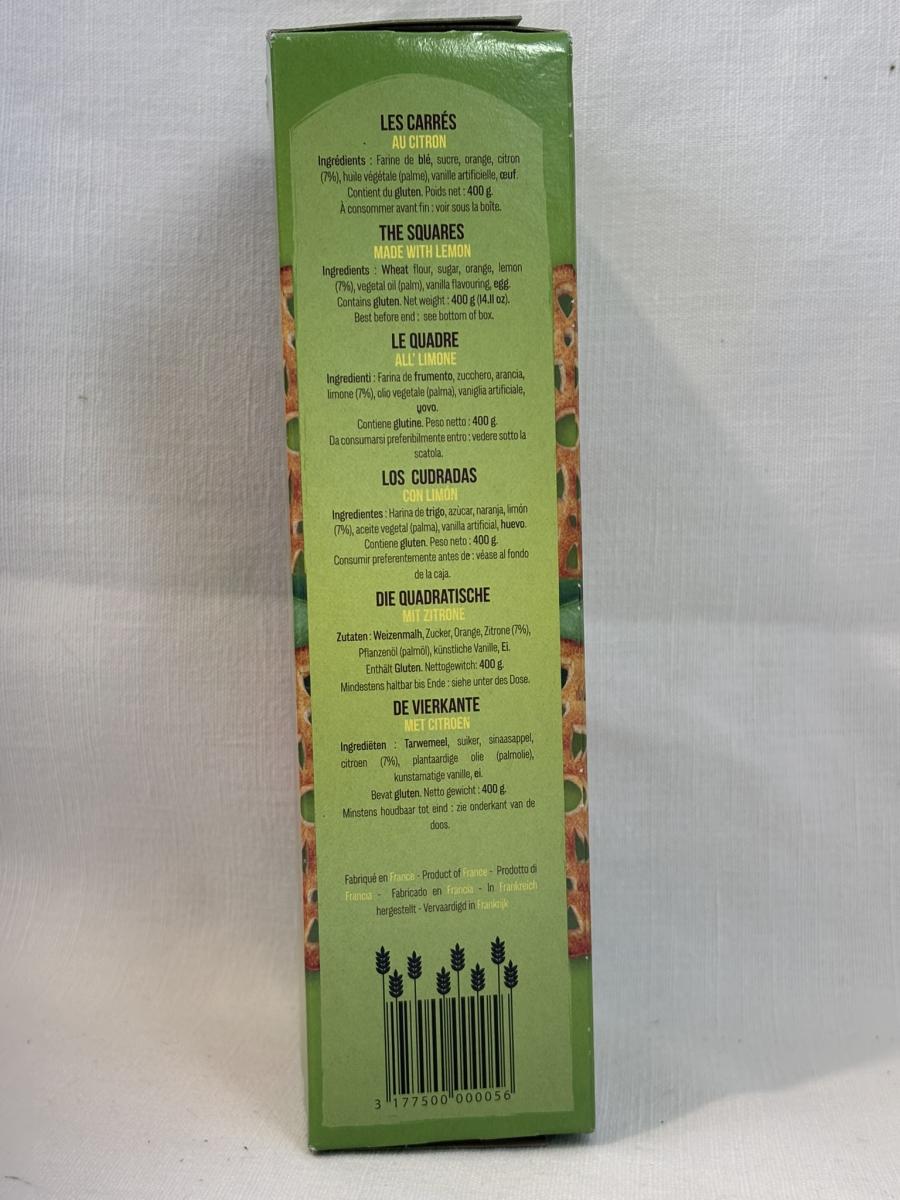 LES CARRÉS
AU CITRON
Ingrédients : Farine de blé, sucre, orange, citron
(7%), huile végétale (palme), vanille artificielle, œuf.
Contient du gluten. Poids net : 400 g.
À consommer avant fin : voir sous la boîte.
THE SQUARES
MADE WITH LEMON
Ingredients : Wheat flour, sugar, orange, lemon
(7%), vegetal oil (palm), vanilla flavouring, egg.
Contains gluten. Net weight : 400 g (14.11 oz).
Best before end : see bottom of box.
LE QUADRE
ALL' LIMONE
Ingredienti : Farina de frumento, zucchero, arancia,
limone (7%), olio vegetale (palma), vaniglia artificiale,
uovo.
Contiene glutine. Peso netto : 400 g.
Da consumarsi preferibilmente entro : vedere sotto la
scatola.
LOS CUDRADAS
CON LIMÓN
Ingredientes : Harina de trigo, azùcar, naranja, limón
(7%), aceite vegetal (palma), vanilla artificial, huevo.
Contiene gluten. Peso neto : 400 g.
Consumir preferentemente antes de : véase al fondo
de la caja.
DIE QUADRATISCHE
MIT ZITRONE
Zutaten : Weizenmalh, Zucker, Orange, Zitrone (7%),
Pflanzenöl (palmöl), künstliche Vanille, Ei.
Enthält Gluten. Nettogewitch: 400 g.
Mindestens haltbar bis Ende : siehe unter des Dose.
DE VIERKANTE
MET CITROEN
Ingrediëten : Tarwemeel, suiker, sinaasappel,
citroen (7%), plantaardige olie (palmolie),
kunstamatige vanille, ei.
Bevat gluten. Netto gewicht : 400 g.
Minstens houdbaar tot eind : zie onderkant van de
doos.
Fabriqué en France - Product of France - Prodotto di
Francia - Fabricado en Francia - In Frankreich
hergestellt - Vervaardigd in Frankrijk
3 177500 000056